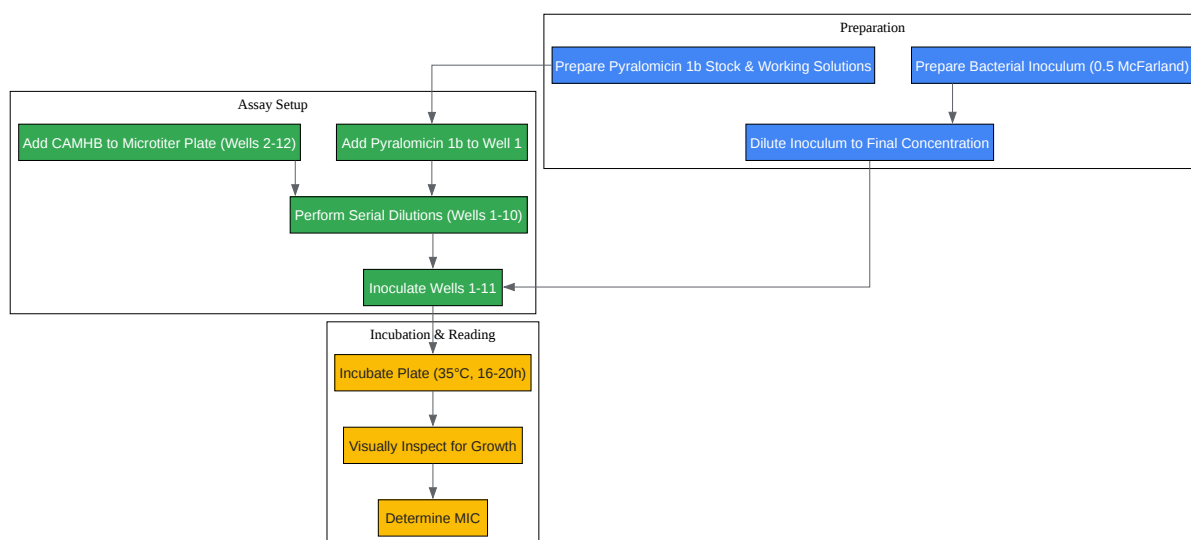 Preparation
Prepare Pyralomicin 1b Stock & Working Solutions
Prepare Bacterial Inoculum (0.5 McFarland)
Dilute Inoculum to Final Concentration
Assay Setup
Add CAMHB to Microtiter Plate (Wells 2-12)
Add Pyralomicin 1b to Well 1
Perform Serial Dilutions (Wells 1-10)
Inoculate Wells 1-11
Incubation & Reading
Incubate Plate (35°C, 16-20h)
Visually Inspect for Growth
Determine MIC